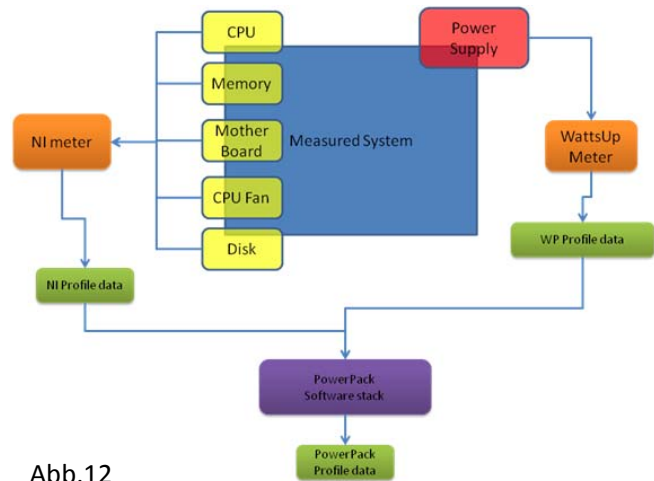 CPU
Power
Supply
Memory
Mother
Board
Measured System
NI meter
WattsUp
Meter
CPU Fan
Disk
WP Profile data
NI Profile data
PowerPack
Software stack
PowerPack
Profile data
Abb.12